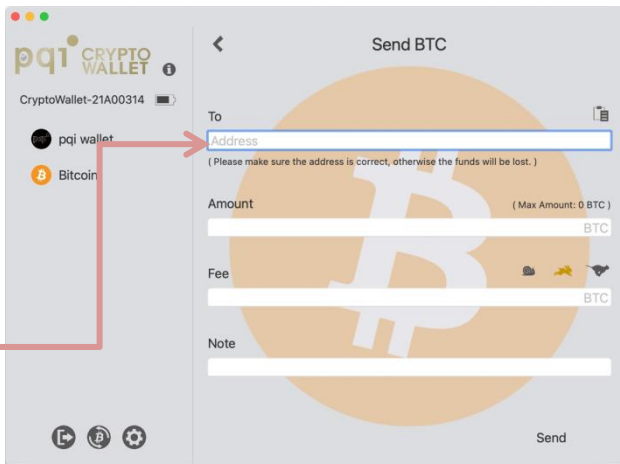 pqi CRYPTO
WALLET
CryptoWallet-21A00314
pqi wallet
Bitcoin
Send BTC
To
Address
( Please make sure the address is correct, otherwise the funds will be lost. )
Amount
( Max Amount: 0 BTC )
BTC
Fee
BTC
Note
Send